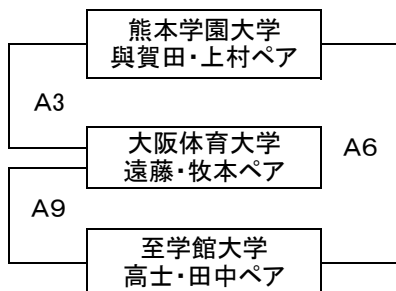 熊本学園大学
與賀田・上村ペア
A3
大阪体育大学
遠藤・牧本ペア
A6
A9
至学館大学
高士・田中ペア